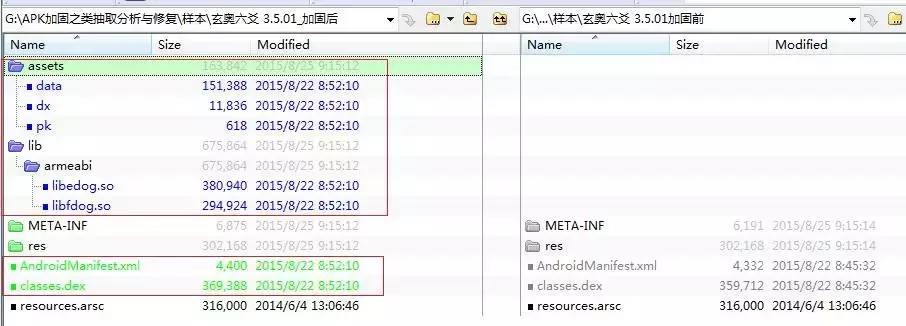 G:\APK加固之类抽取分析与修复\样本\玄奥六爻 3.5.01_加固后
G:\...\样本\玄奥六爻 3.5.01加固前
Name Size Modified Name Size Modified
assets 163,842 2015/8/25 9:15:12
data 151,388 2015/8/22 8:52:10
dx 11,836 2015/8/22 8:52:10
pk 618 2015/8/22 8:52:10
lib 675,864 2015/8/25 9:15:12
armeabi 675,864 2015/8/25 9:15:12
libedog.so 380,940 2015/8/22 8:52:10
libfdog.so 294,924 2015/8/22 8:52:10
META-INF 6,875 2015/8/25 9:15:12 META-INF 6,191 2015/8/25 9:15:14
res 302,168 2015/8/25 9:15:12 res 302,168 2015/8/25 9:15:14
AndroidManifest.xml 4,400 2015/8/22 8:52:10 AndroidManifest.xml 4,332 2015/8/22 8:45:32
classes.dex 369,388 2015/8/22 8:52:10 classes.dex 359,712 2015/8/22 8:45:32
resources.arsc 316,000 2014/6/4 13:06:46 resources.arsc 316,000 2014/6/4 13:06:46